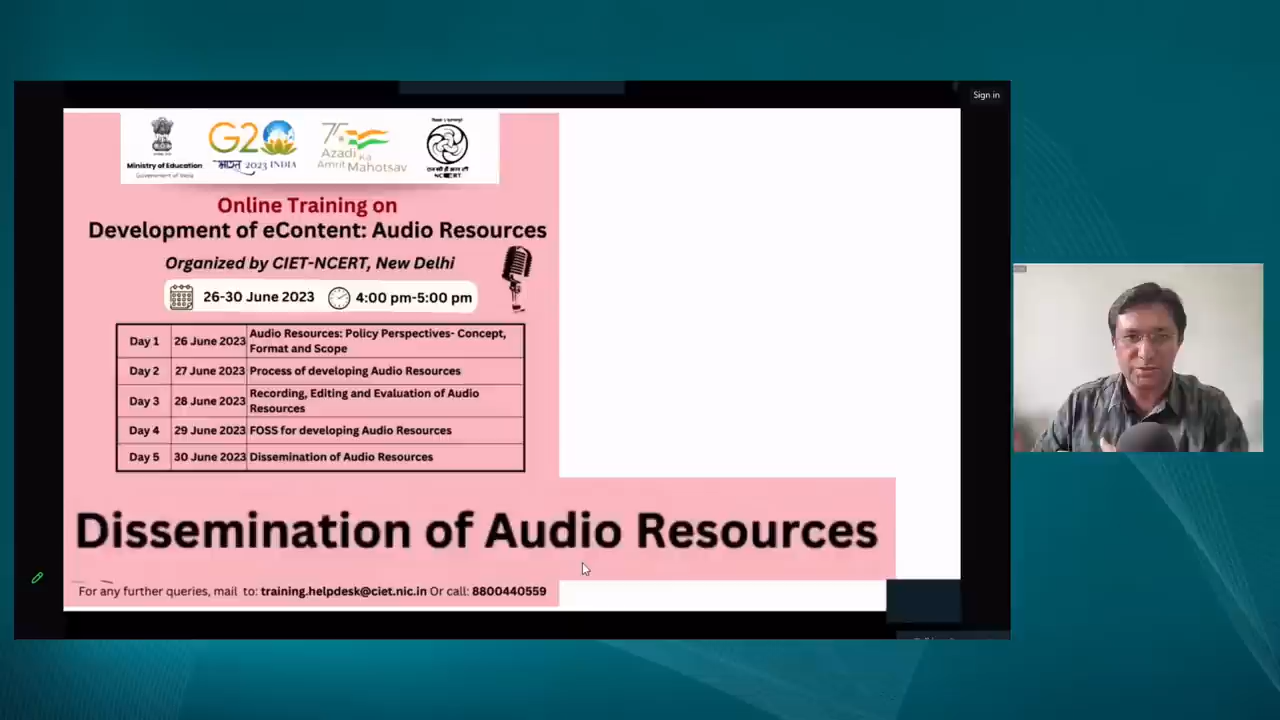 Sign in
Ministry of Education
Government of India
G20
भारत 2023 INDIA
75
Azadi Ka
Amrit Mahotsav
NCERT
Online Training on
Development of eContent: Audio Resources
Organized by CIET-NCERT, New Delhi
26-30 June 2023 4:00 pm-5:00 pm
Day 1 26 June 2023 Audio Resources: Policy Perspectives- Concept,
Format and Scope
Day 2 27 June 2023 Process of developing Audio Resources
Day 3 28 June 2023 Recording, Editing and Evaluation of Audio
Resources
Day 4 29 June 2023 FOSS for developing Audio Resources
Day 5 30 June 2023 Dissemination of Audio Resources
Dissemination of Audio Resources
For any further queries, mail to: training.helpdesk@ciet.nic.in Or call: 8800440559